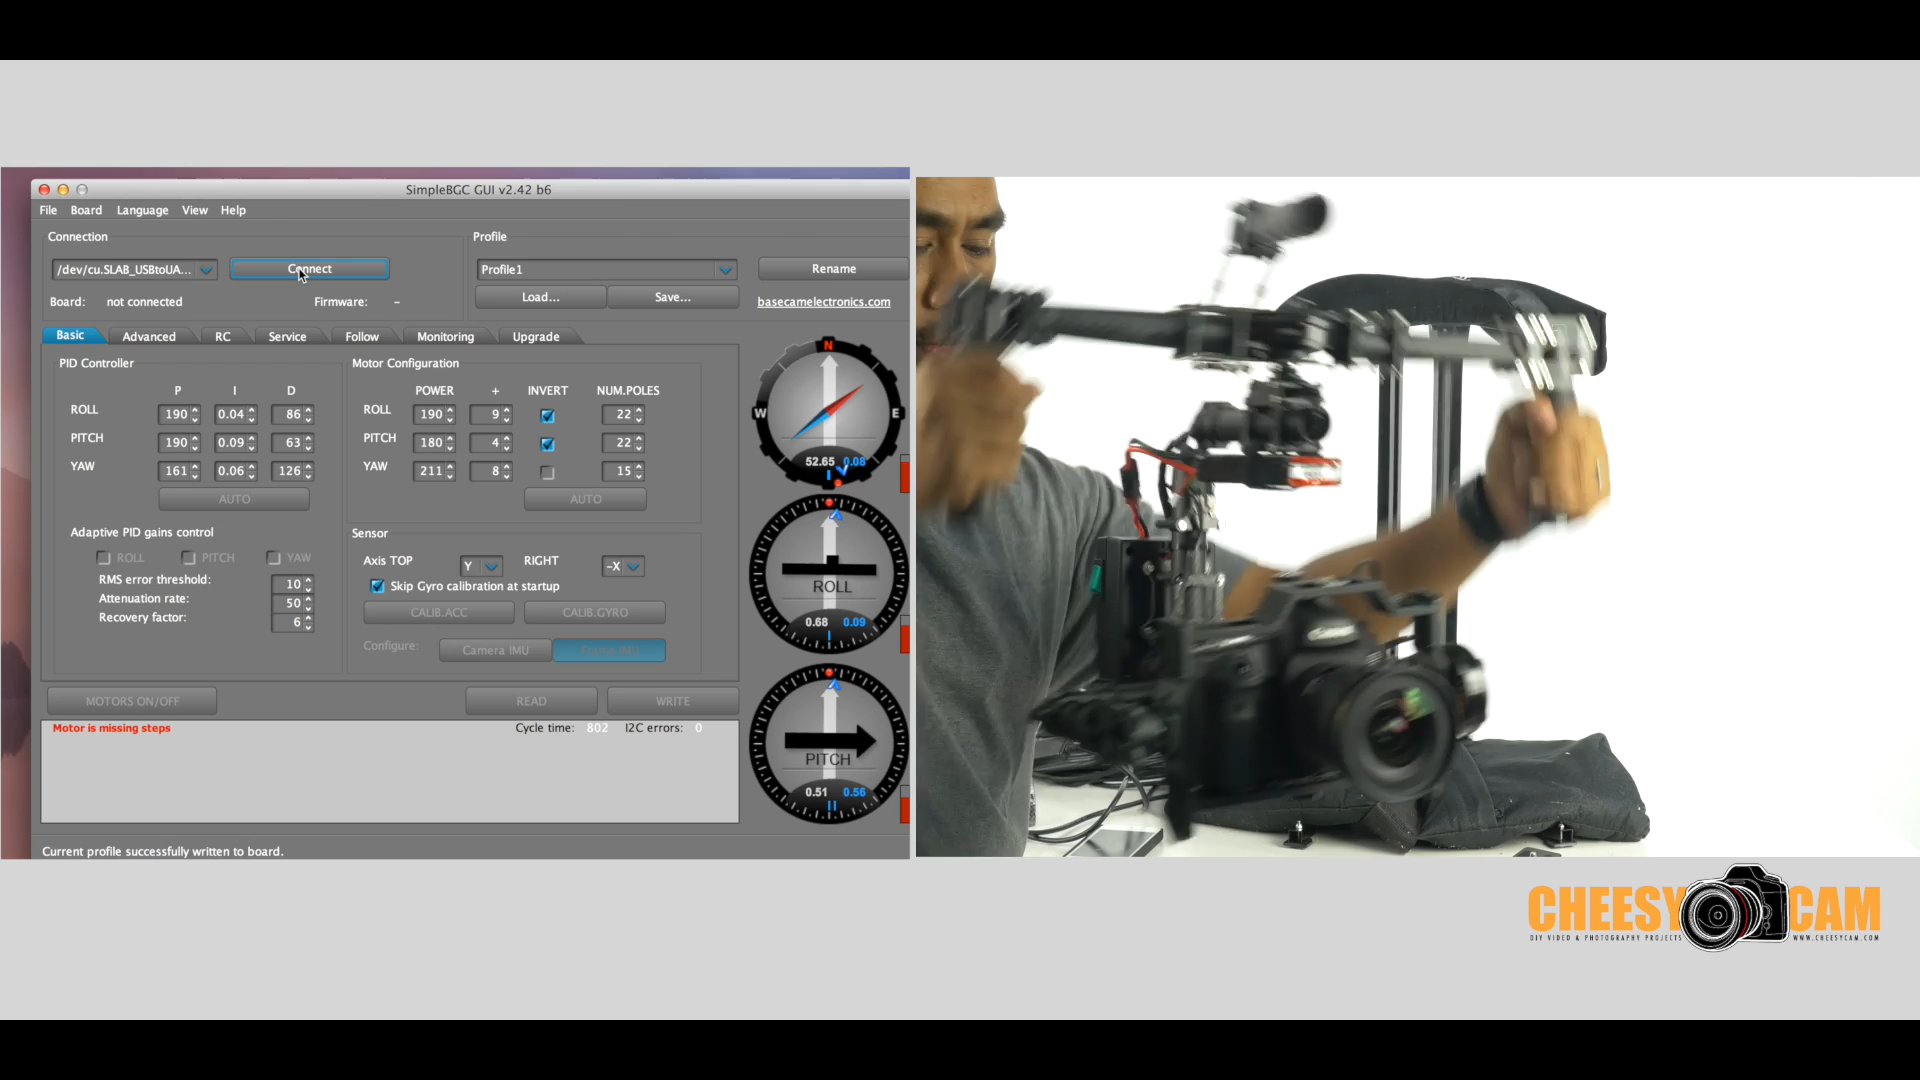 SimpleBGC GUI v2.42 b6
File Board Language View Help
Connection
Profile
/dev/cu.SLAB_USBtoUA...
Connect
Profile1
Rename
Board: not connected Firmware: –
Load... Save...
basecamelectronics.com
Basic Advanced RC Service Follow Monitoring Upgrade
PID Controller
P I D
ROLL 190 0.04 86
PITCH 190 0.09 63
YAW 161 0.06 126
AUTO
Adaptive PID gains control
ROLL PITCH YAW
RMS error threshold: 10
Attenuation rate: 50
Recovery factor: 6
Motor Configuration
POWER + INVERT NUM.POLES
ROLL 190 9 22
PITCH 180 4 22
YAW 211 8 15
AUTO
Sensor
Axis TOP Y RIGHT -X
Skip Gyro calibration at startup
CALIB.ACC CALIB.GYRO
Configure: Camera IMU Frame IMU
MOTORS ON/OFF READ WRITE
Motor is missing steps
Cycle time: 802 I2C errors: 0
N
W E
52.65 0.08
ROLL
0.68 0.09
PITCH
0.51 0.56
Current profile successfully written to board.
CHEESYCAM
DIY VIDEO & PHOTOGRAPHY PROJECTS
WWW.CHEESYCAM.COM